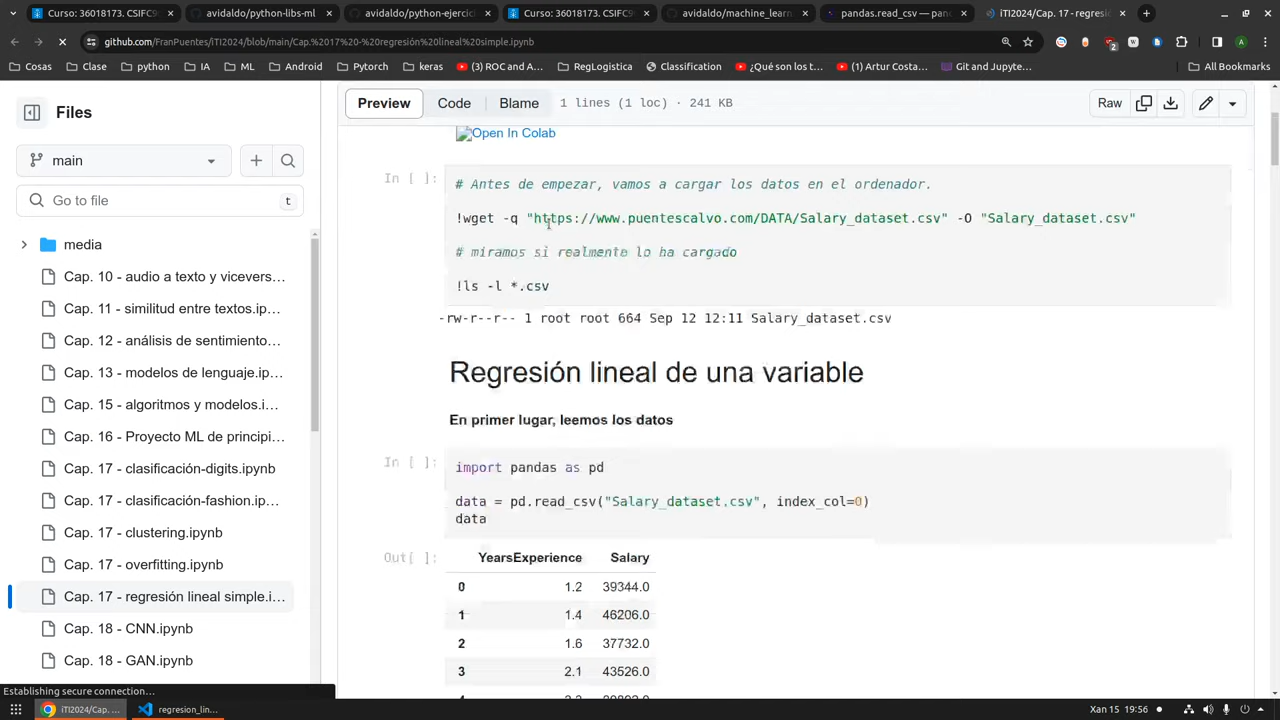 Curso: 36018173. CSIFC9
avidaldo/python-libs-ml
avidaldo/python-ejercici
Curso: 36018173. CSIFC9
avidaldo/machine_learn
pandas.read_csv — pan
iTI2024/Cap. 17 - regresi
github.com/FranPuentes/iTI2024/blob/main/Cap.%2017%20-%20regresión%20lineal%20simple.ipynb
2
A
Cosas
Clase
python
IA
ML
Android
Pytorch
keras
(3) ROC and A...
RegLogistica
Classification
¿Qué son los t...
(1) Artur Costa...
Git and Jupyte...
All Bookmarks
Files
Preview Code Blame 1 lines (1 loc) · 241 KB Raw
main
Go to file t
media
Cap. 10 - audio a texto y vicevers...
Cap. 11 - similitud entre textos.ip...
Cap. 12 - análisis de sentimiento...
Cap. 13 - modelos de lenguaje.ip...
Cap. 15 - algoritmos y modelos.i...
Cap. 16 - Proyecto ML de principi...
Cap. 17 - clasificación-digits.ipynb
Cap. 17 - clasificación-fashion.ip...
Cap. 17 - clustering.ipynb
Cap. 17 - overfitting.ipynb
Cap. 17 - regresión lineal simple.i...
Cap. 18 - CNN.ipynb
Cap. 18 - GAN.ipynb
Open In Colab
In [ ]:
# Antes de empezar, vamos a cargar los datos en el ordenador.
!wget -q "https://www.puentescalvo.com/DATA/Salary_dataset.csv" -O "Salary_dataset.csv"
# miramos si realmente lo ha cargado
!ls -l *.csv
-rw-r--r-- 1 root root 664 Sep 12 12:11 Salary_dataset.csv
Regresión lineal de una variable
En primer lugar, leemos los datos
In [ ]:
import pandas as pd
data = pd.read_csv("Salary_dataset.csv", index_col=0)
data
Out[ ]:
YearsExperience Salary
0 1.2 39344.0
1 1.4 46206.0
2 1.6 37732.0
3 2.1 43526.0
Establishing secure connection...
iTI2024/Cap. ...
regresion_lin...
Xan 15 19:56